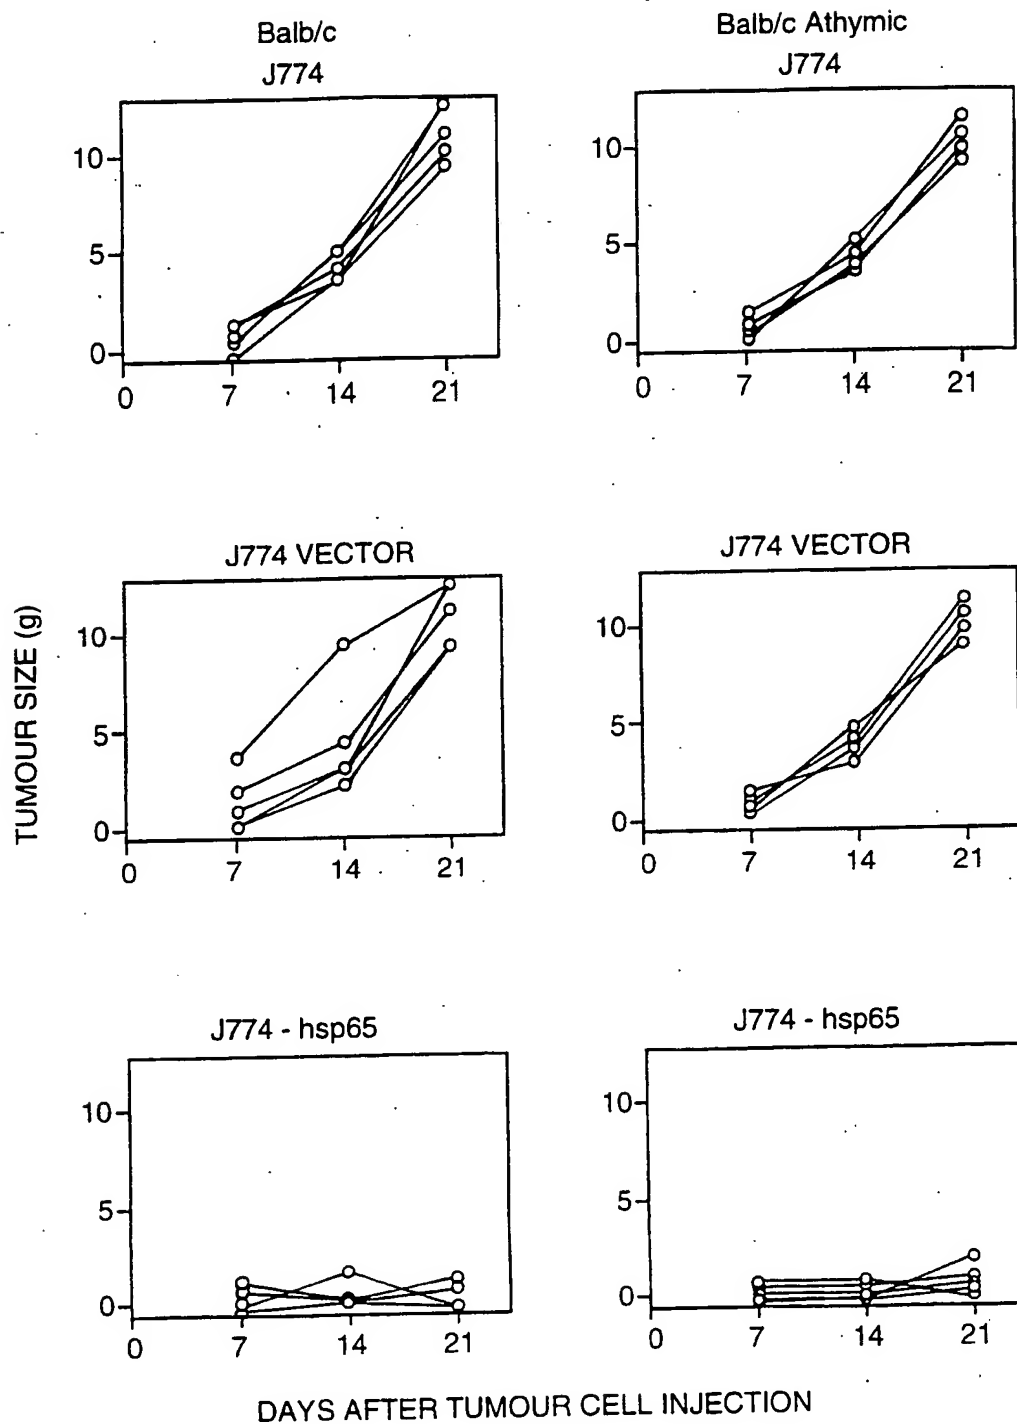 Balb/c
J774
10
5
0
0 7 14 21
Balb/c Athymic
J774
10
5
0
0 7 14 21
TUMOUR SIZE (g)
J774 VECTOR
10
5
0
0 7 14 21
J774 VECTOR
10
5
0
0 7 14 21
J774 - hsp65
10
5
0
0 7 14 21
J774 - hsp65
10
5
0
0 7 14 21
DAYS AFTER TUMOUR CELL INJECTION